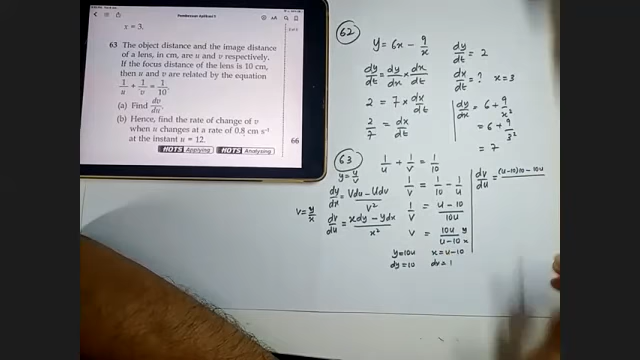 x = 3.
63 The object distance and the image distance
of a lens, in cm, are u and v respectively.
If the focus distance of the lens is 10 cm,
then u and v are related by the equation
1/u + 1/v = 1/10.
(a) Find dv/du.
(b) Hence, find the rate of change of v
when u changes at a rate of 0.8 cm s⁻¹
at the instant u = 12.
66
HOTS Applying HOTS Analysing
62
y = 6x - 9/x
dy/dt = 2
dy/dt = dy/dx × dx/dt
dx/dt = ? x = 3
2 = 7 × dx/dt
2/7 = dx/dt
dy/dx = 6 + 9/x²
= 6 + 9/3²
= 7
63
1/u + 1/v = 1/10
y = u/v
dy/dx = Vdu - Udv / V²
V = y/x
dv/du = xdy - ydx / x²
1/V = 1/10 - 1/u
1/V = u - 10 / 10u
V = 10u / u - 10 y x
y = 10u x = u - 10
dy = 10 dx = 1
dv/du = (u-10)10 - 10u